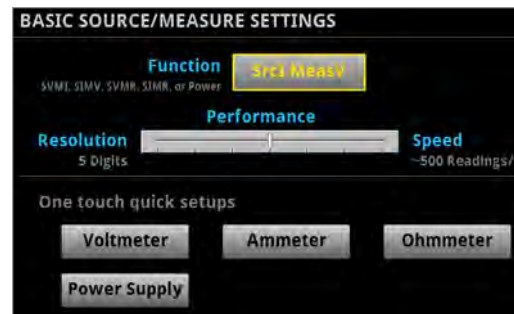 BASIC SOURCE/MEASURE SETTINGS
Function
SrcI MeasV
SVMI, SIMV, SVMR, SIMR, or Power
Performance
Resolution
Speed
5 Digits
~500 Readings/
One touch quick setups
Voltmeter
Ammeter
Ohmmeter
Power Supply